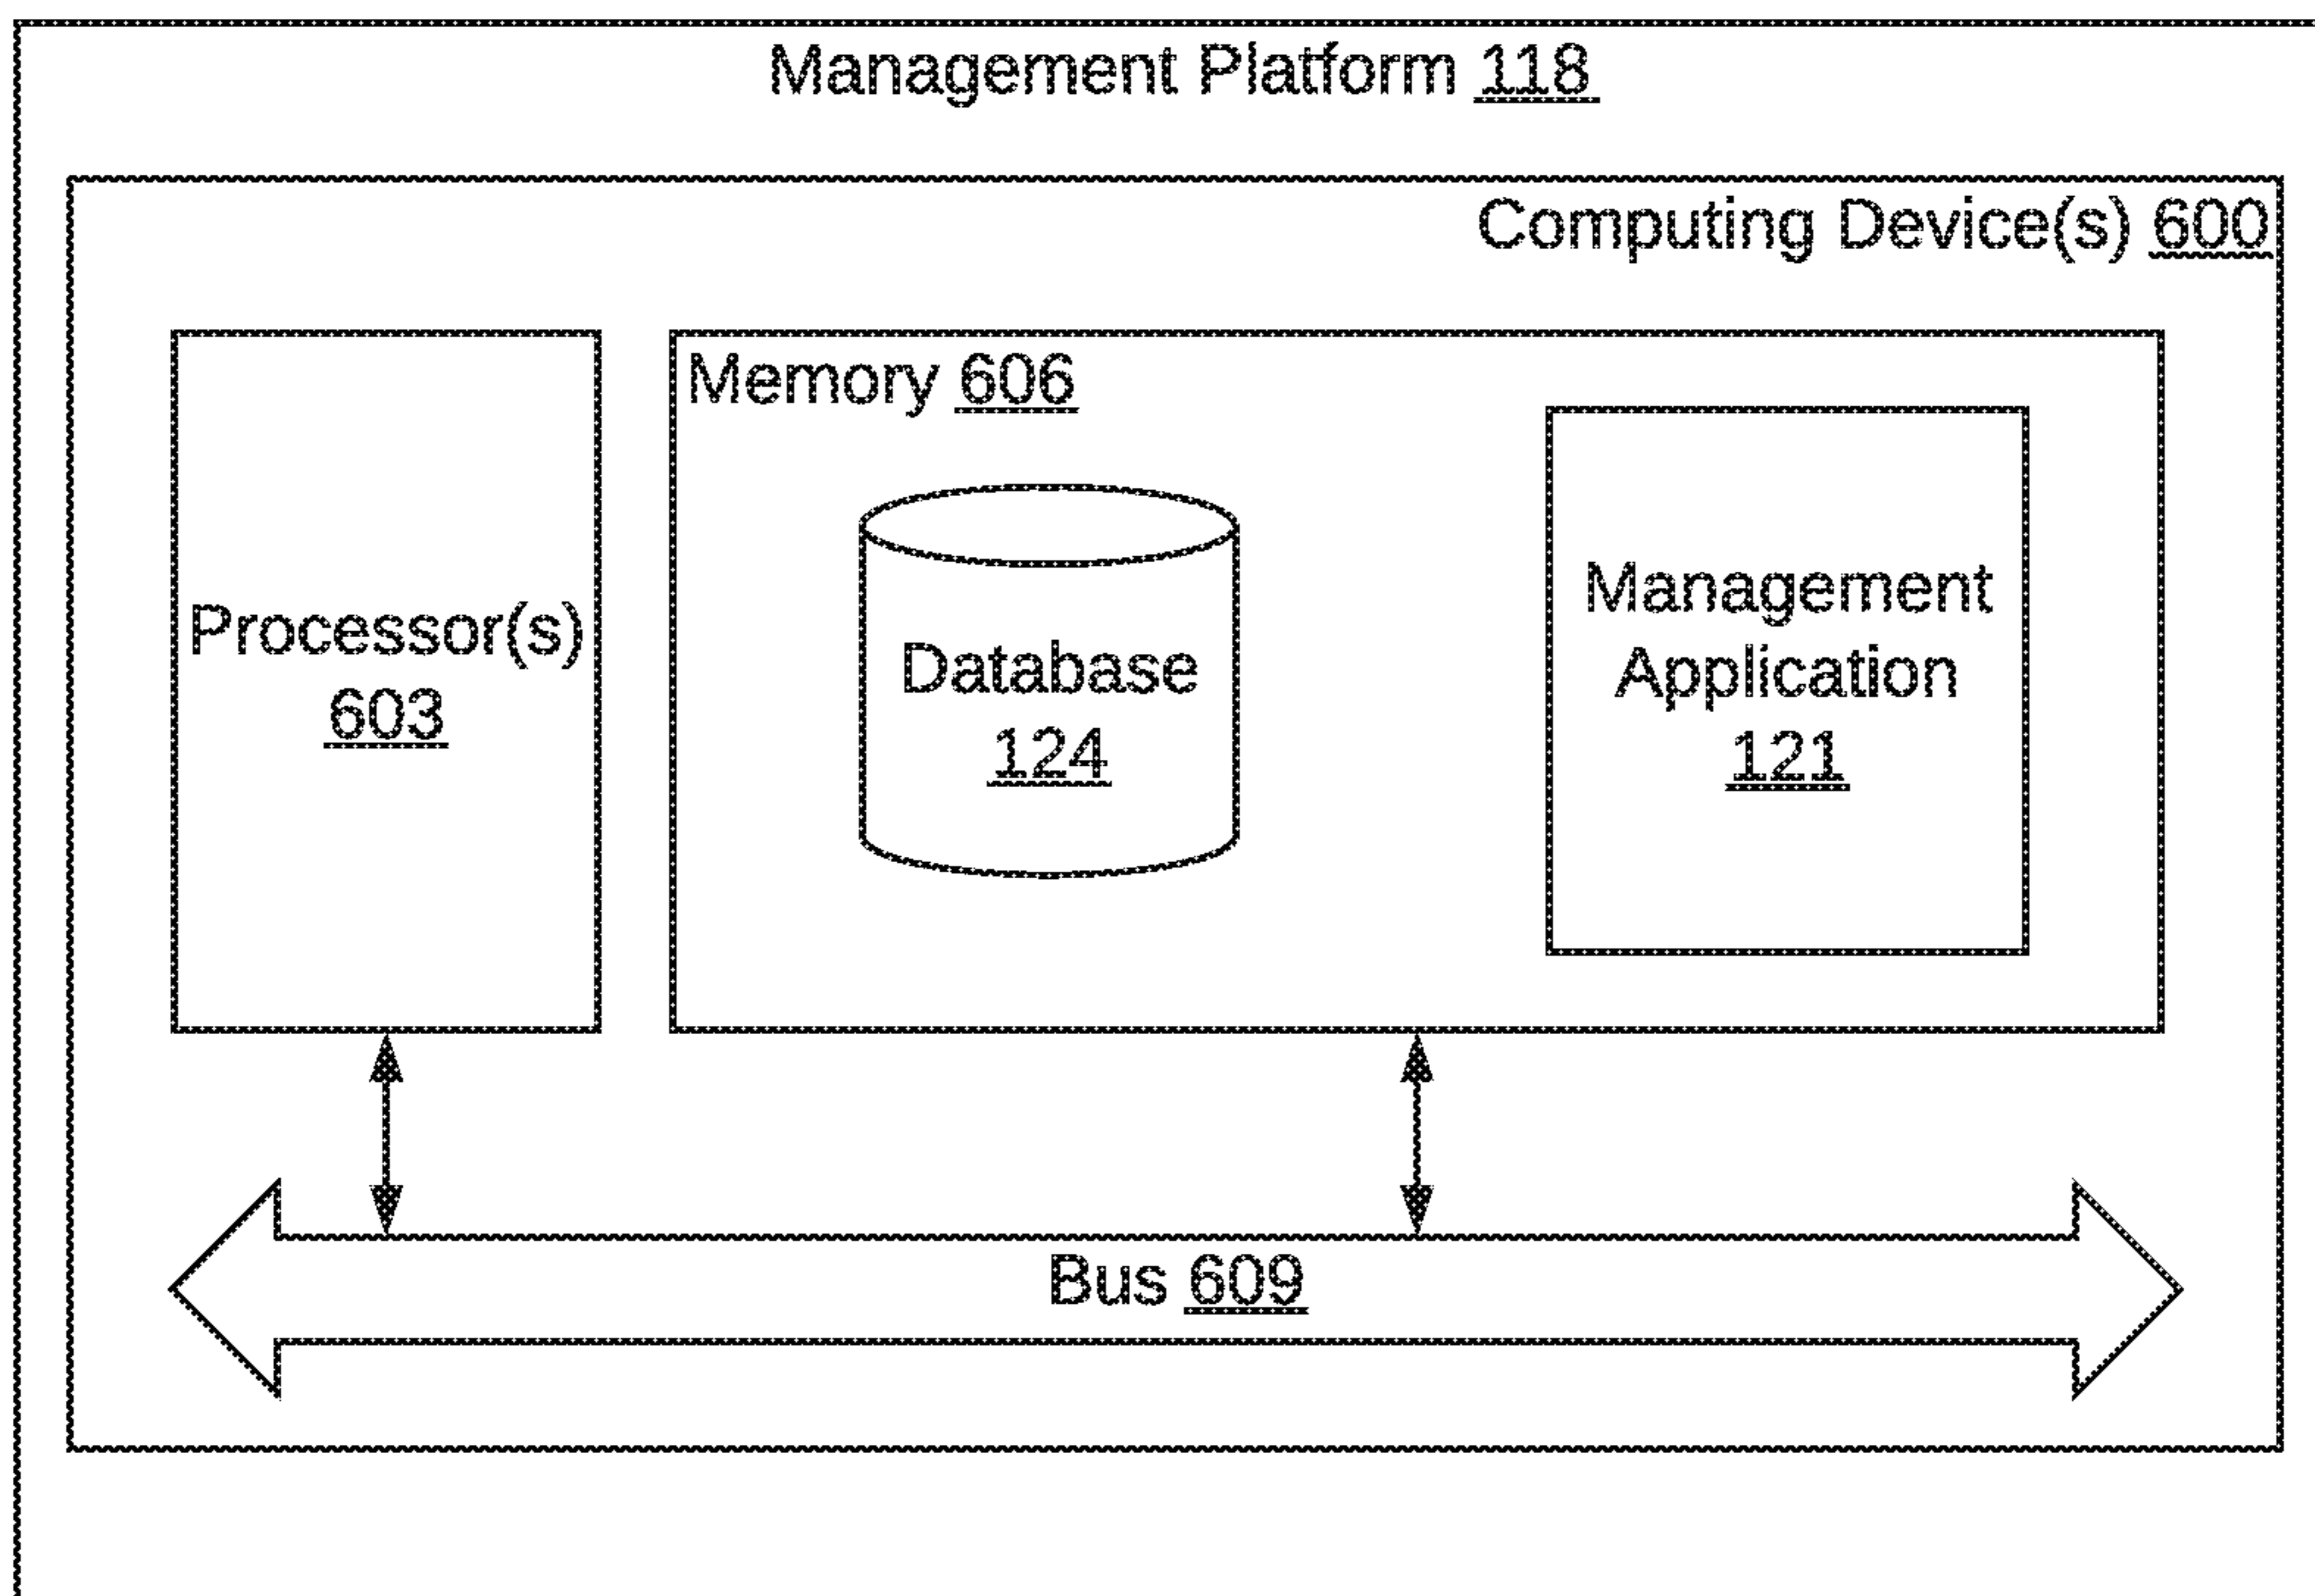 Management Platform 118
Computing Device(s) 600
Memory 606
Processor(s)
603
Database
124
Management
Application
121
Bus 609